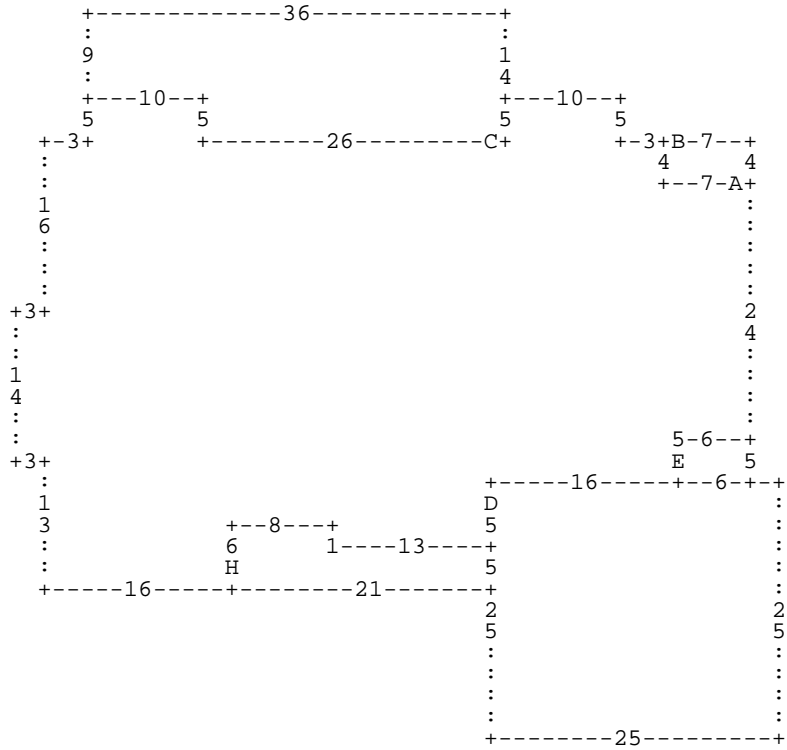 +-------------36-------------+
: :
9 1
: 4
+---10--+ +---10--+
5 5 5 5
+-3+ +--------26--------C+ +-3+B-7--+
: 4 4
: +--7-A+
1 :
6 :
: :
: :
: :
+3+ 2
: 4
: :
1 :
4 :
: :
: 5-6--+
+3+ E 5
: +-----16-----+--6-+-+
1 D :
3 +--8---+ 5 :
: 6 1----13----+ :
: H 5 :
+-----16-----+--------21-------+ :
2 2
5 5
: :
: :
: :
: :
+--------25---------+